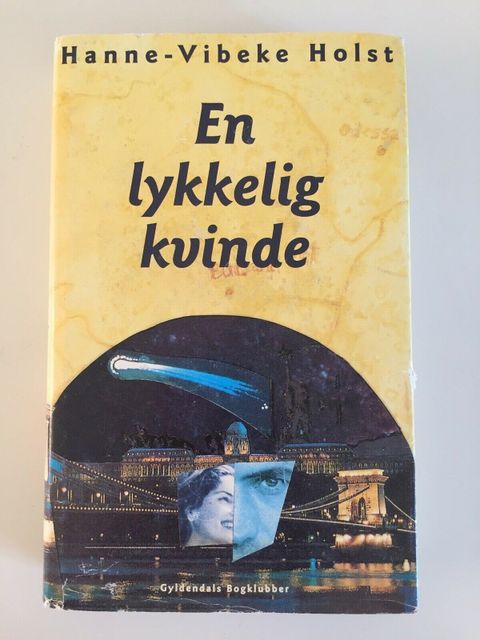 Hanne-Vibeke Holst
En
lykkelig
kvinde
Gyldendals Bogklubber